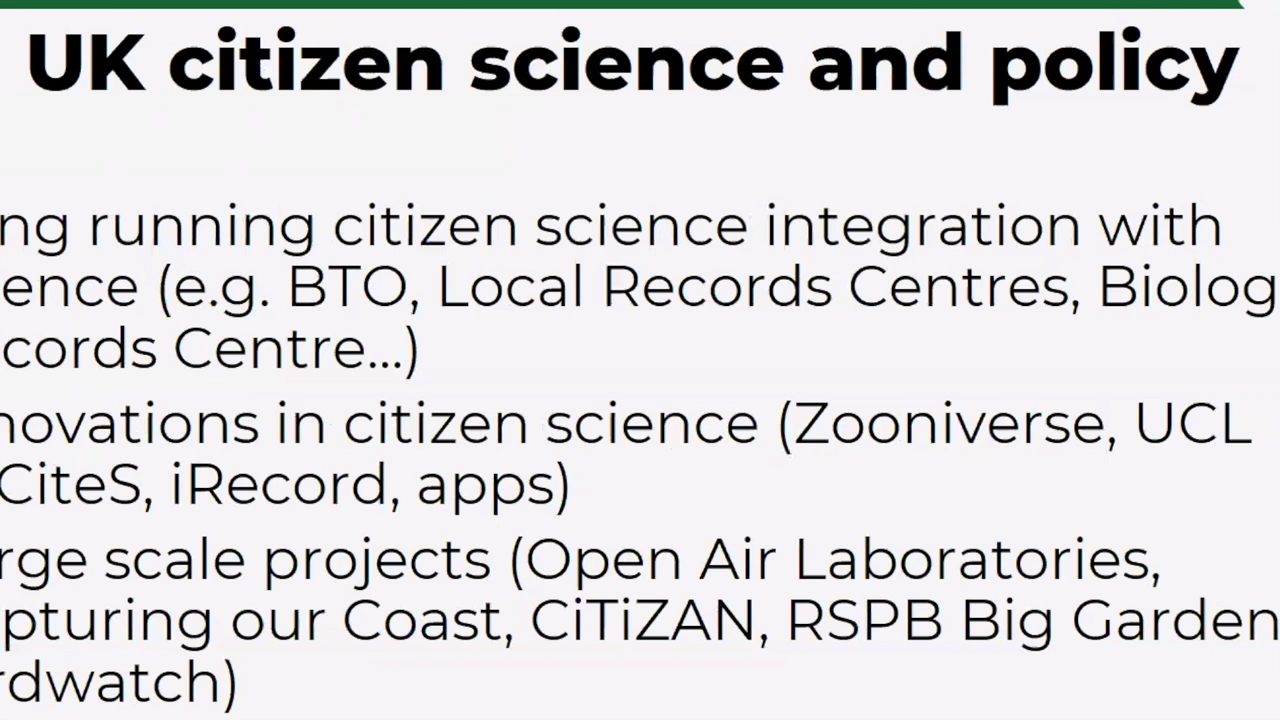 UK citizen science and policy
ng running citizen science integration with
ence (e.g. BTO, Local Records Centres, Biolog
cords Centre...)
novations in citizen science (Zooniverse, UCL
CiteS, iRecord, apps)
rge scale projects (Open Air Laboratories,
pturing our Coast, CiTiZAN, RSPB Big Garden
rdwatch)